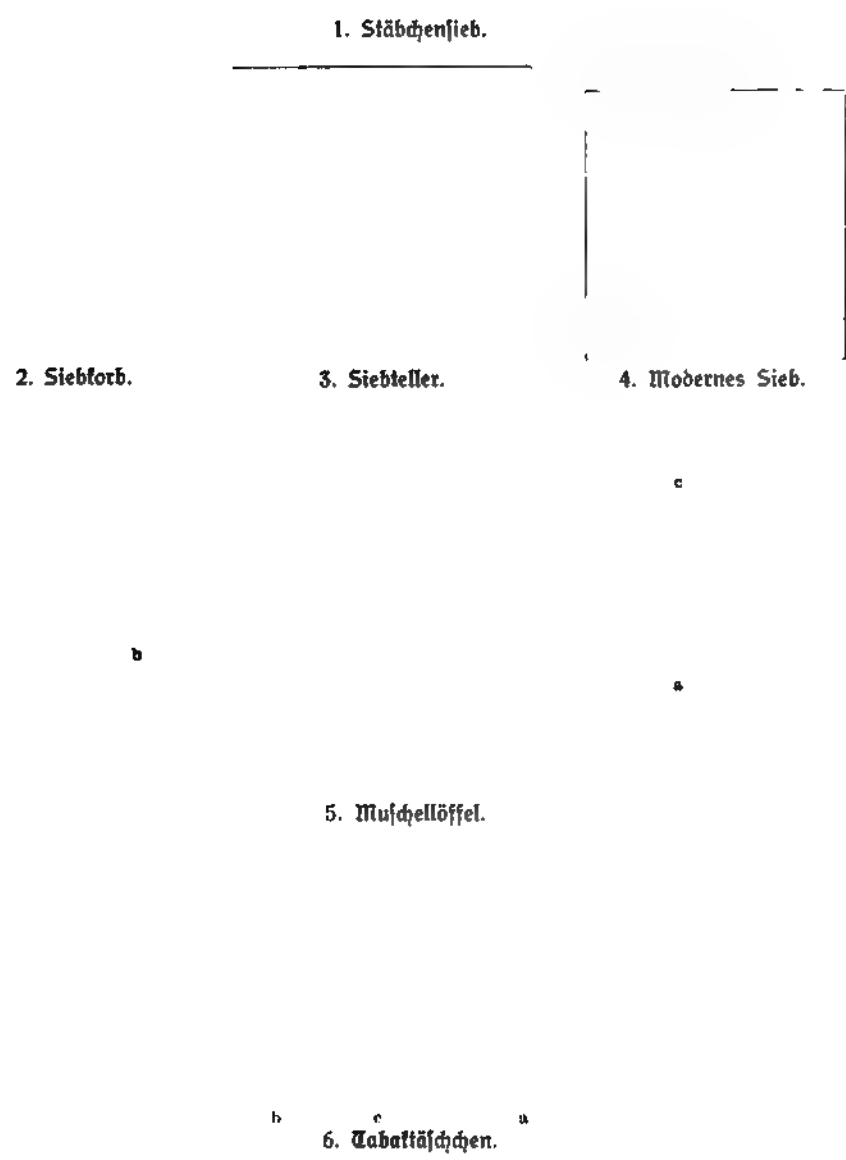 1. Stäbchensieb.
2. Siebkorb.
3. Siebteller.
4. Modernes Sieb.
c
b
a
5. Muschellöffel.
b c a
6. Tabaktäschchen.